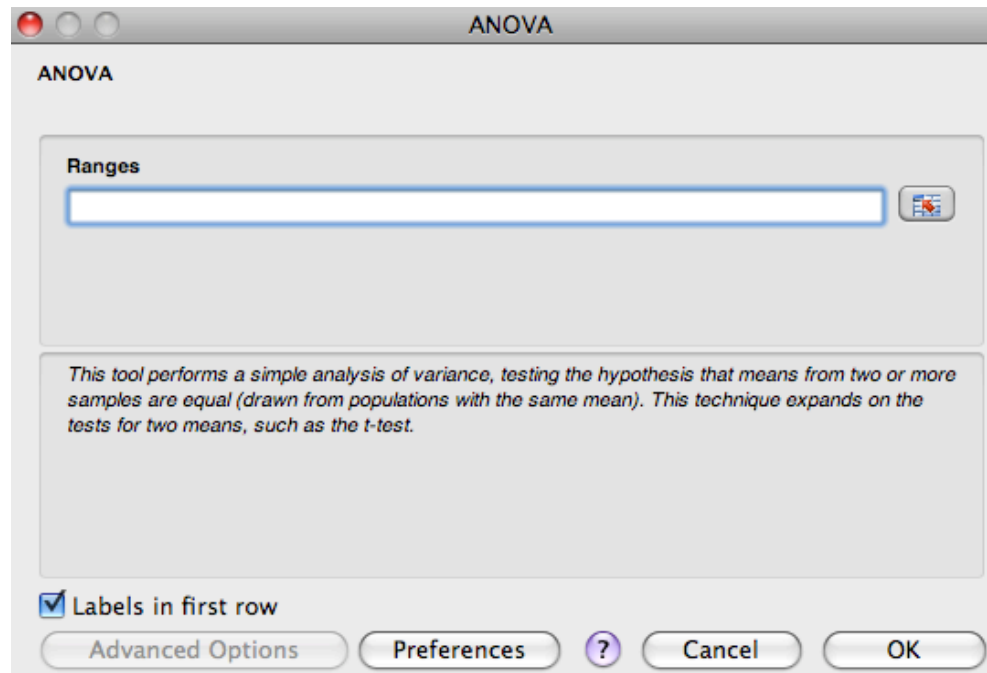 ANOVA
ANOVA
Ranges
This tool performs a simple analysis of variance, testing the hypothesis that means from two or more
samples are equal (drawn from populations with the same mean). This technique expands on the
tests for two means, such as the t-test.
Labels in first row
Advanced Options Preferences ? Cancel OK